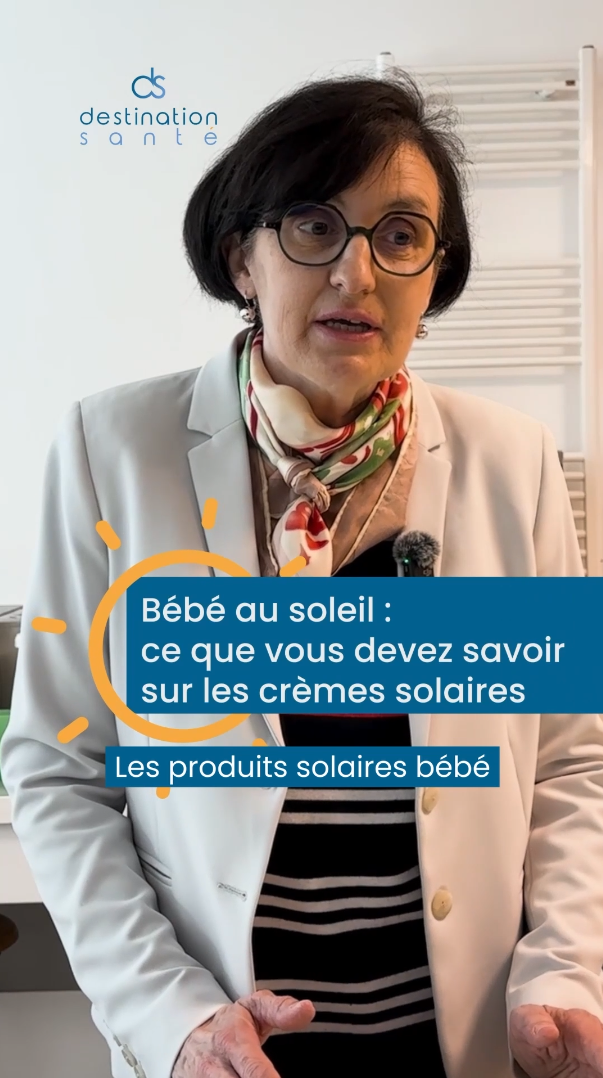 ds
destination
santé
Bébé au soleil :
ce que vous devez savoir
sur les crèmes solaires
Les produits solaires bébé